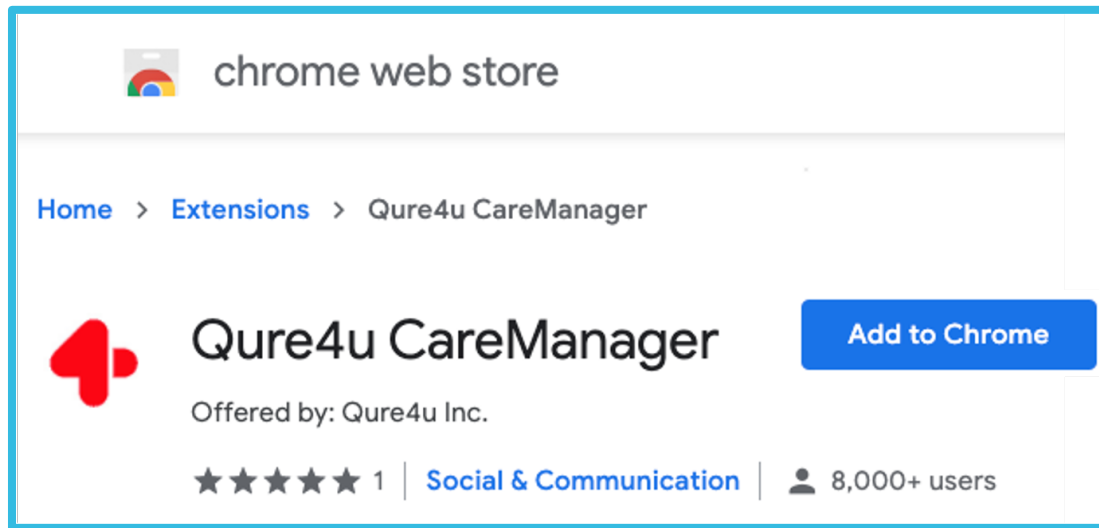 chrome web store
Home > Extensions > Qure4u CareManager
Qure4u CareManager
Add to Chrome
Offered by: Qure4u Inc.
1 | Social & Communication | 8,000+ users